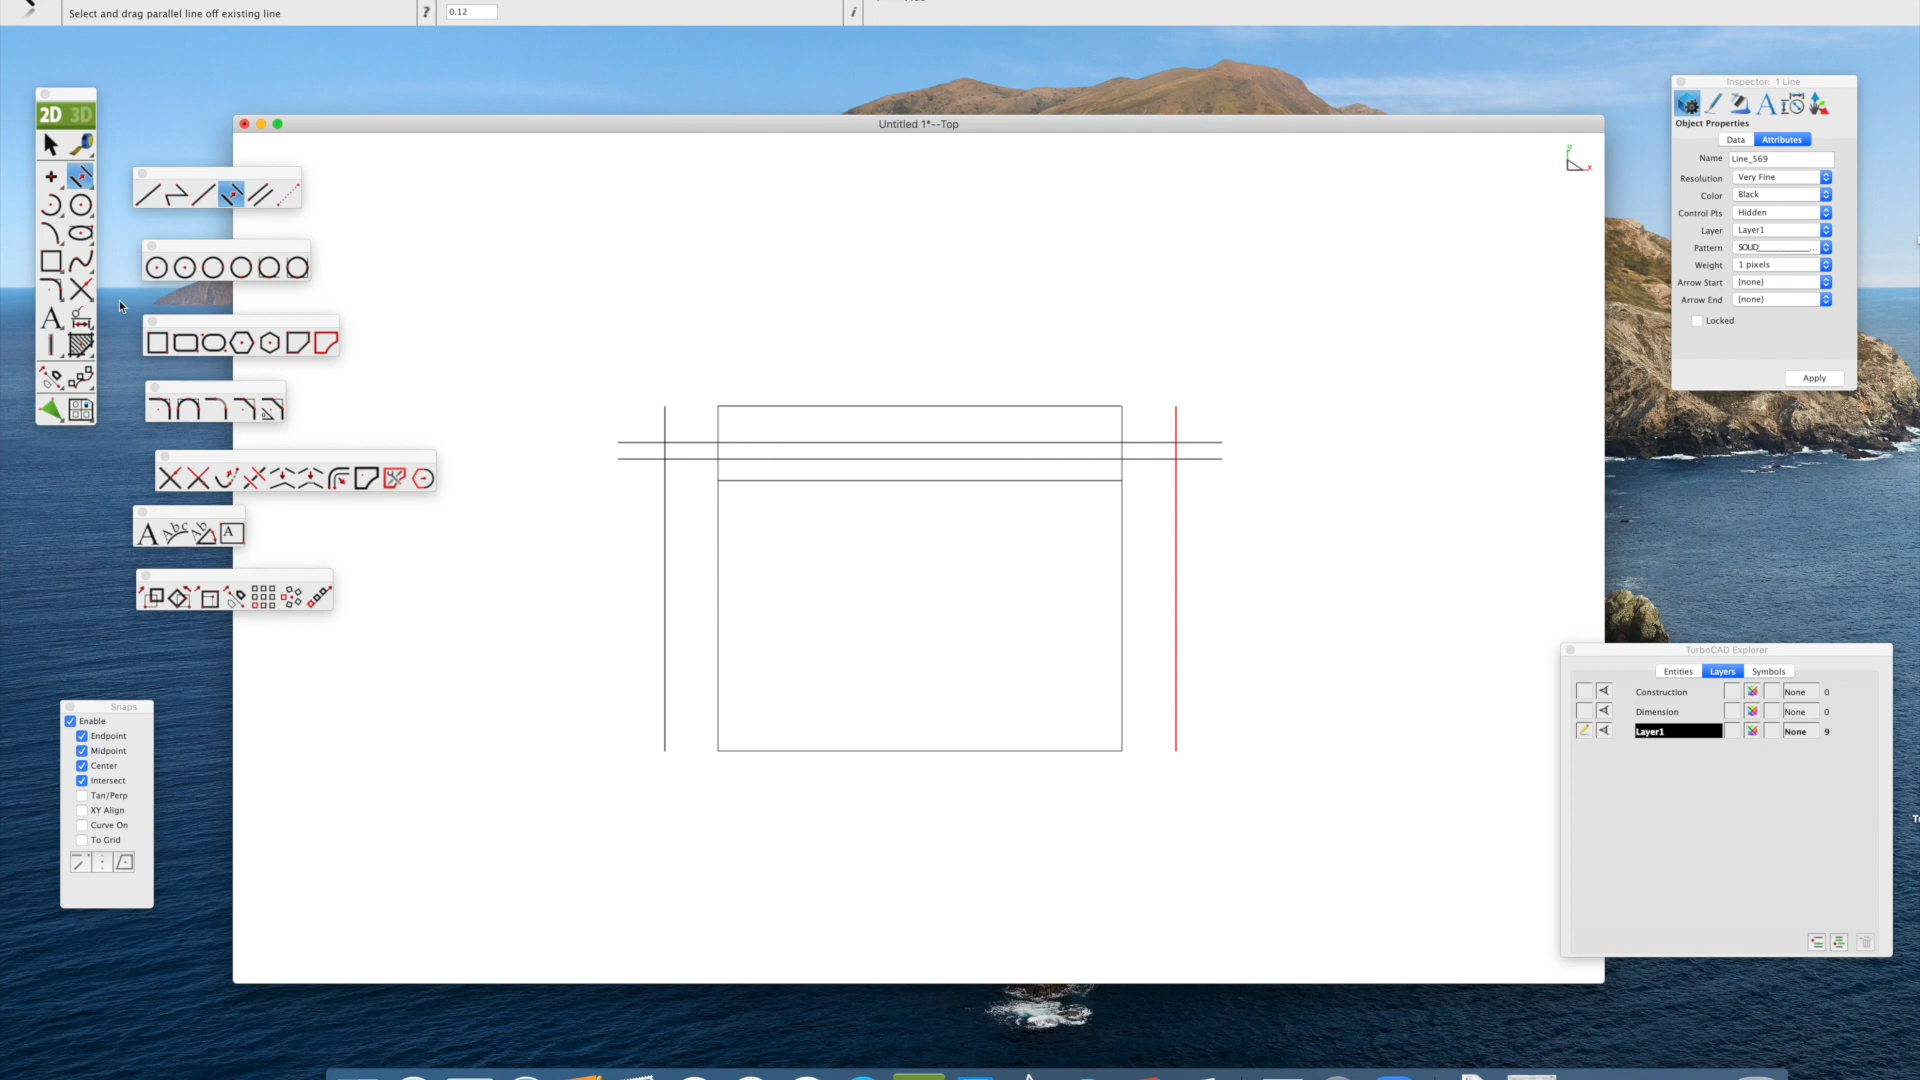 Select and drag parallel line off existing line
?
0.12
i
2D 3D
Untitled 1*--Top
y
x
A
A Abc Ab A
Snaps
Enable
Endpoint
Midpoint
Center
Intersect
Tan/Perp
XY Align
Curve On
To Grid
Inspector: 1 Line
A
Object Properties
Data Attributes
Name Line_569
Resolution Very Fine
Color Black
Control Pts Hidden
Layer Layer1
Pattern SOLID___________...
Weight 1 pixels
Arrow Start (none)
Arrow End (none)
Locked
Apply
TurboCAD Explorer
Entities Layers Symbols
Construction None 0
Dimension None 0
Layer1 None 9